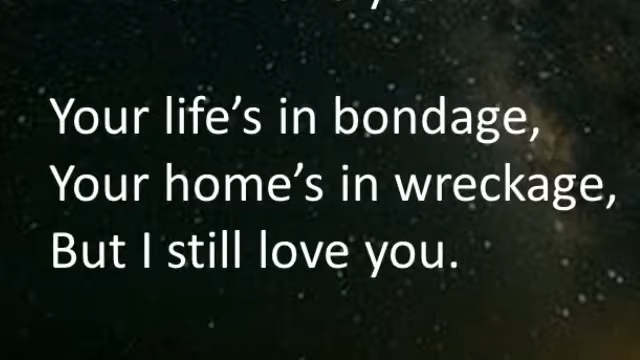 Your life's in bondage,
Your home's in wreckage,
But I still love you.